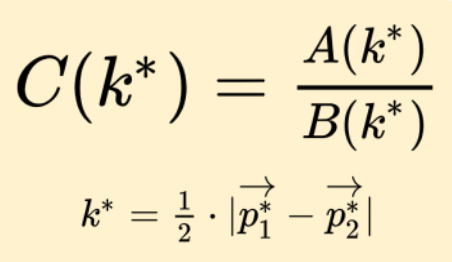 C(k*) = A(k*) / B(k*)
k* = 1/2 · |p₁* − p₂*|